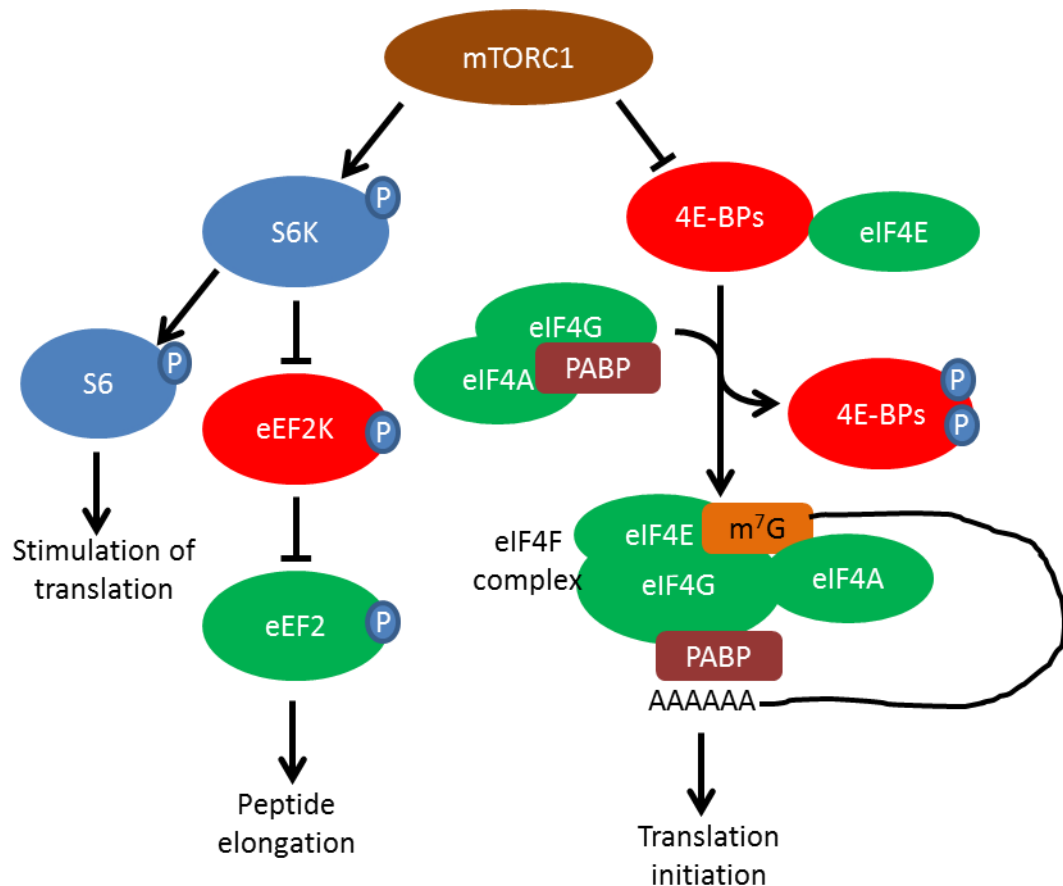 mTORC1
P
S6K
4E-BPs
eIF4E
eIF4G
P
S6
eIF4A
PABP
P
4E-BPs
P
eEF2K
P
Stimulation of
translation
eIF4F
complex
eIF4E
m⁷G
eIF4G
eIF4A
eEF2
P
PABP
AAAAAA
Peptide
elongation
Translation
initiation